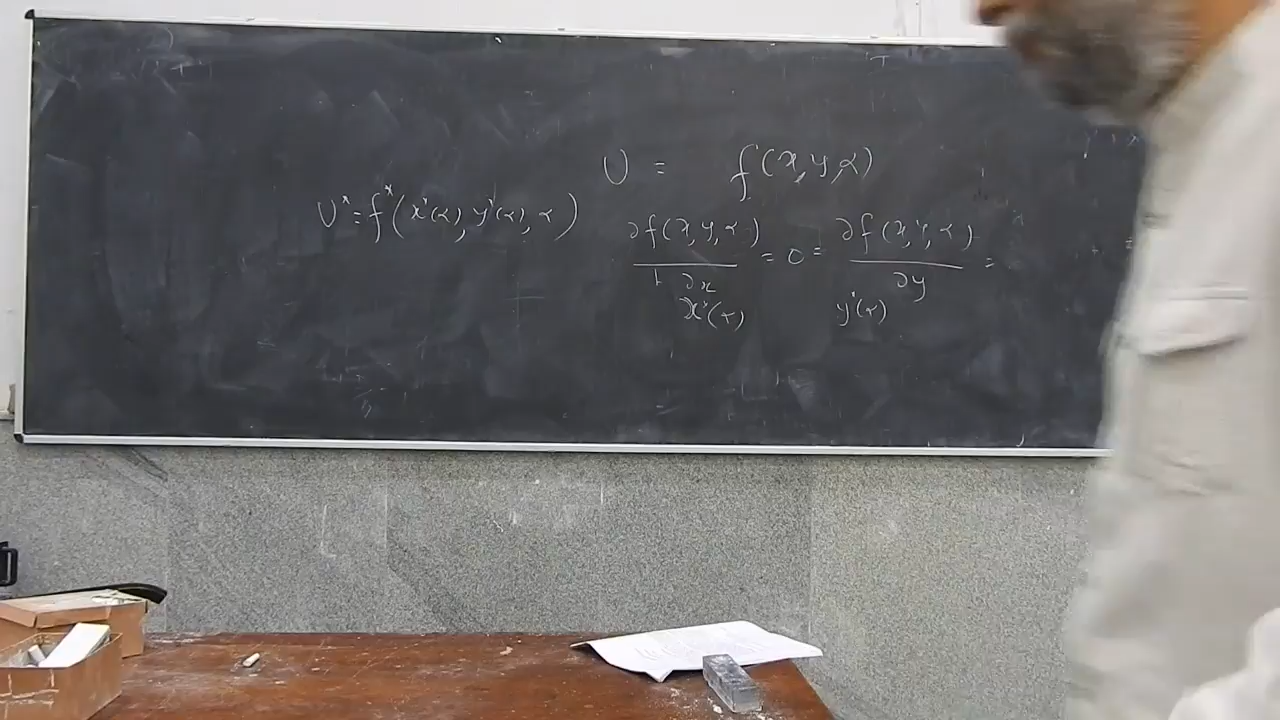 U = f(x, y, α)
U* = f*(x*(α), y*(α), α)
∂f(x, y, α) / ∂x = 0 = ∂f(x, y, α) / ∂y =
x*(α) y*(α)